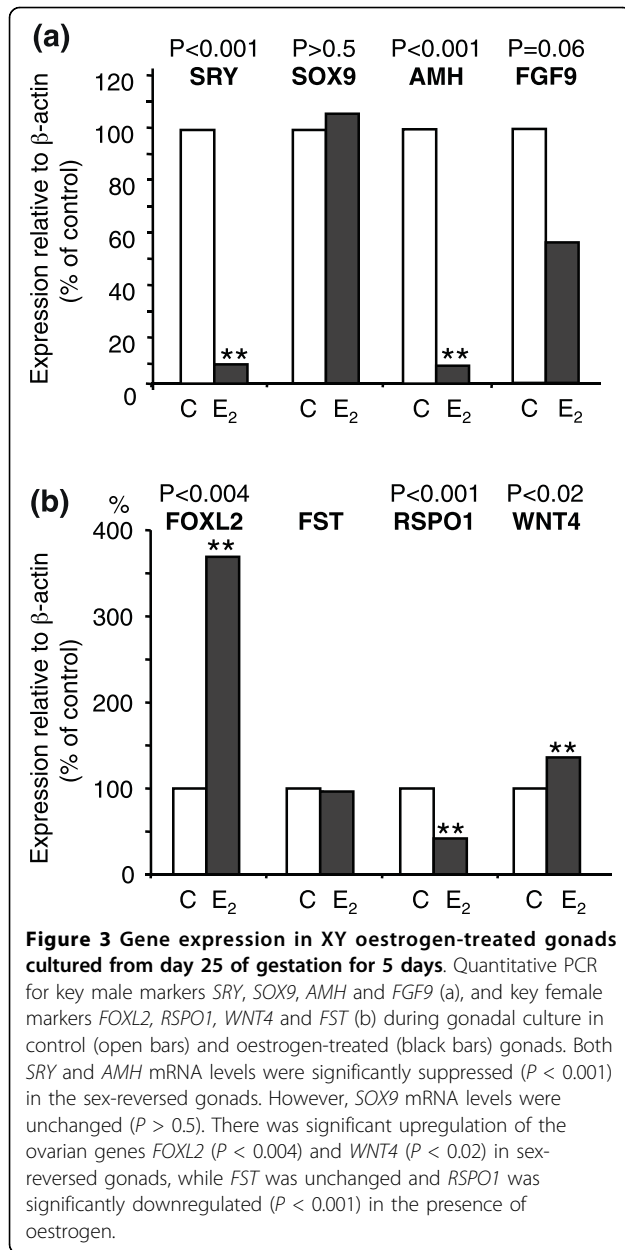 (a)
P<0.001 P>0.5 P<0.001 P=0.06
SRY SOX9 AMH FGF9
Expression relative to β-actin
(% of control)
120
100
80
60
40
20
0
** **
C E₂ C E₂ C E₂ C E₂
(b)
% P<0.004 P<0.001 P<0.02
FOXL2 FST RSPO1 WNT4
Expression relative to β-actin
(% of control)
400
300
200
100
0
** ** **
C E₂ C E₂ C E₂ C E₂
Figure 3 Gene expression in XY oestrogen-treated gonads
cultured from day 25 of gestation for 5 days. Quantitative PCR
for key male markers SRY, SOX9, AMH and FGF9 (a), and key female
markers FOXL2, RSPO1, WNT4 and FST (b) during gonadal culture in
control (open bars) and oestrogen-treated (black bars) gonads. Both
SRY and AMH mRNA levels were significantly suppressed (P < 0.001)
in the sex-reversed gonads. However, SOX9 mRNA levels were
unchanged (P > 0.5). There was significant upregulation of the
ovarian genes FOXL2 (P < 0.004) and WNT4 (P < 0.02) in sex-
reversed gonads, while FST was unchanged and RSPO1 was
significantly downregulated (P < 0.001) in the presence of
oestrogen.